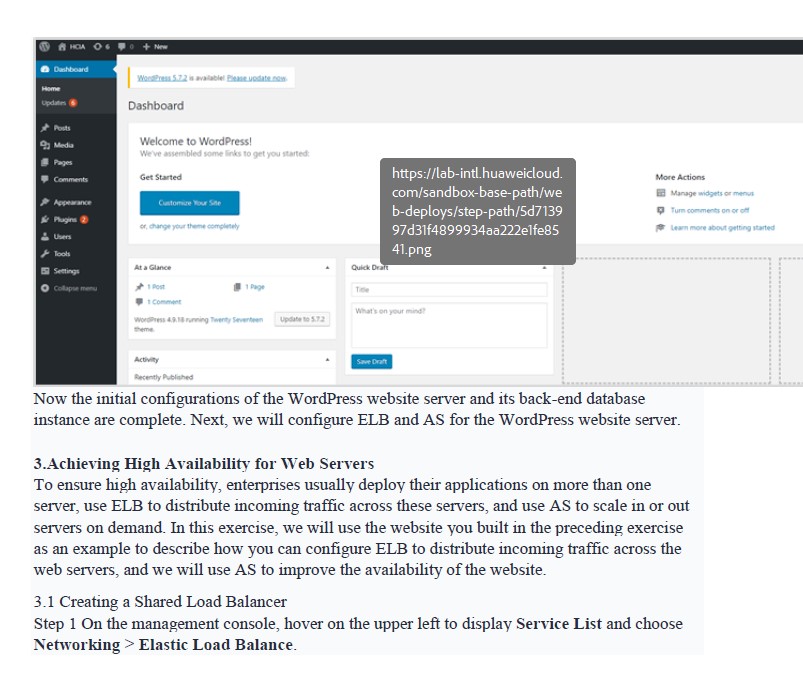 HCIA 6 0 + New
Dashboard
Home
Updates 6
Posts
Media
Pages
Comments
Appearance
Plugins 2
Users
Tools
Settings
Collapse menu
WordPress 5.7.2 is available! Please update now.
Dashboard
Welcome to WordPress!
We've assembled some links to get you started:
Get Started
Customize Your Site
or, change your theme completely
https://lab-intl.huaweicloud.
com/sandbox-base-path/we
b-deploys/step-path/5d7139
97d31f4899934aa222e1fe85
41.png
More Actions
Manage widgets or menus
Turn comments on or off
Learn more about getting started
At a Glance
1 Post
1 Page
1 Comment
WordPress 4.9.18 running Twenty Seventeen
theme.
Update to 5.7.2
Activity
Recently Published
Quick Draft
Title
What's on your mind?
Save Draft
Now the initial configurations of the WordPress website server and its back-end database
instance are complete. Next, we will configure ELB and AS for the WordPress website server.
3.Achieving High Availability for Web Servers
To ensure high availability, enterprises usually deploy their applications on more than one
server, use ELB to distribute incoming traffic across these servers, and use AS to scale in or out
servers on demand. In this exercise, we will use the website you built in the preceding exercise
as an example to describe how you can configure ELB to distribute incoming traffic across the
web servers, and we will use AS to improve the availability of the website.
3.1 Creating a Shared Load Balancer
Step 1 On the management console, hover on the upper left to display Service List and choose
Networking > Elastic Load Balance.